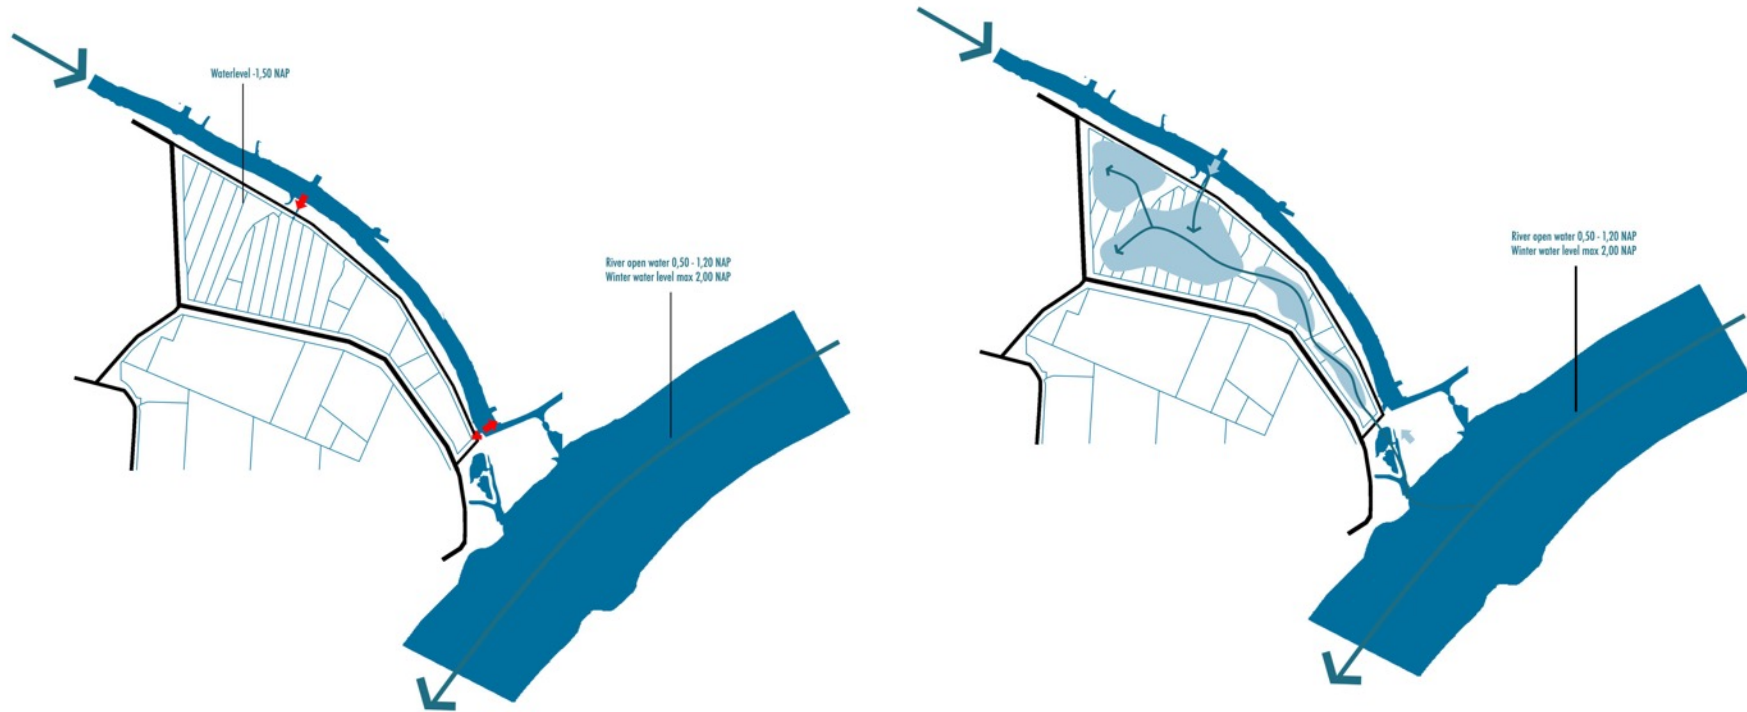 Waterlevel -1,50 NAP
River open water 0,50 - 1,20 NAP
Winter water level max 2,00 NAP
River open water 0,50 - 1,20 NAP
Winter water level max 2,00 NAP